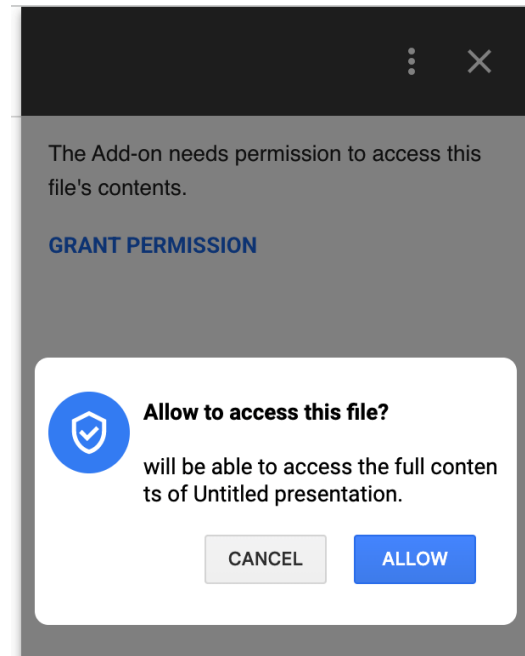 The Add-on needs permission to access this
file's contents.
GRANT PERMISSION
Allow to access this file?
will be able to access the full conten
ts of Untitled presentation.
CANCEL
ALLOW